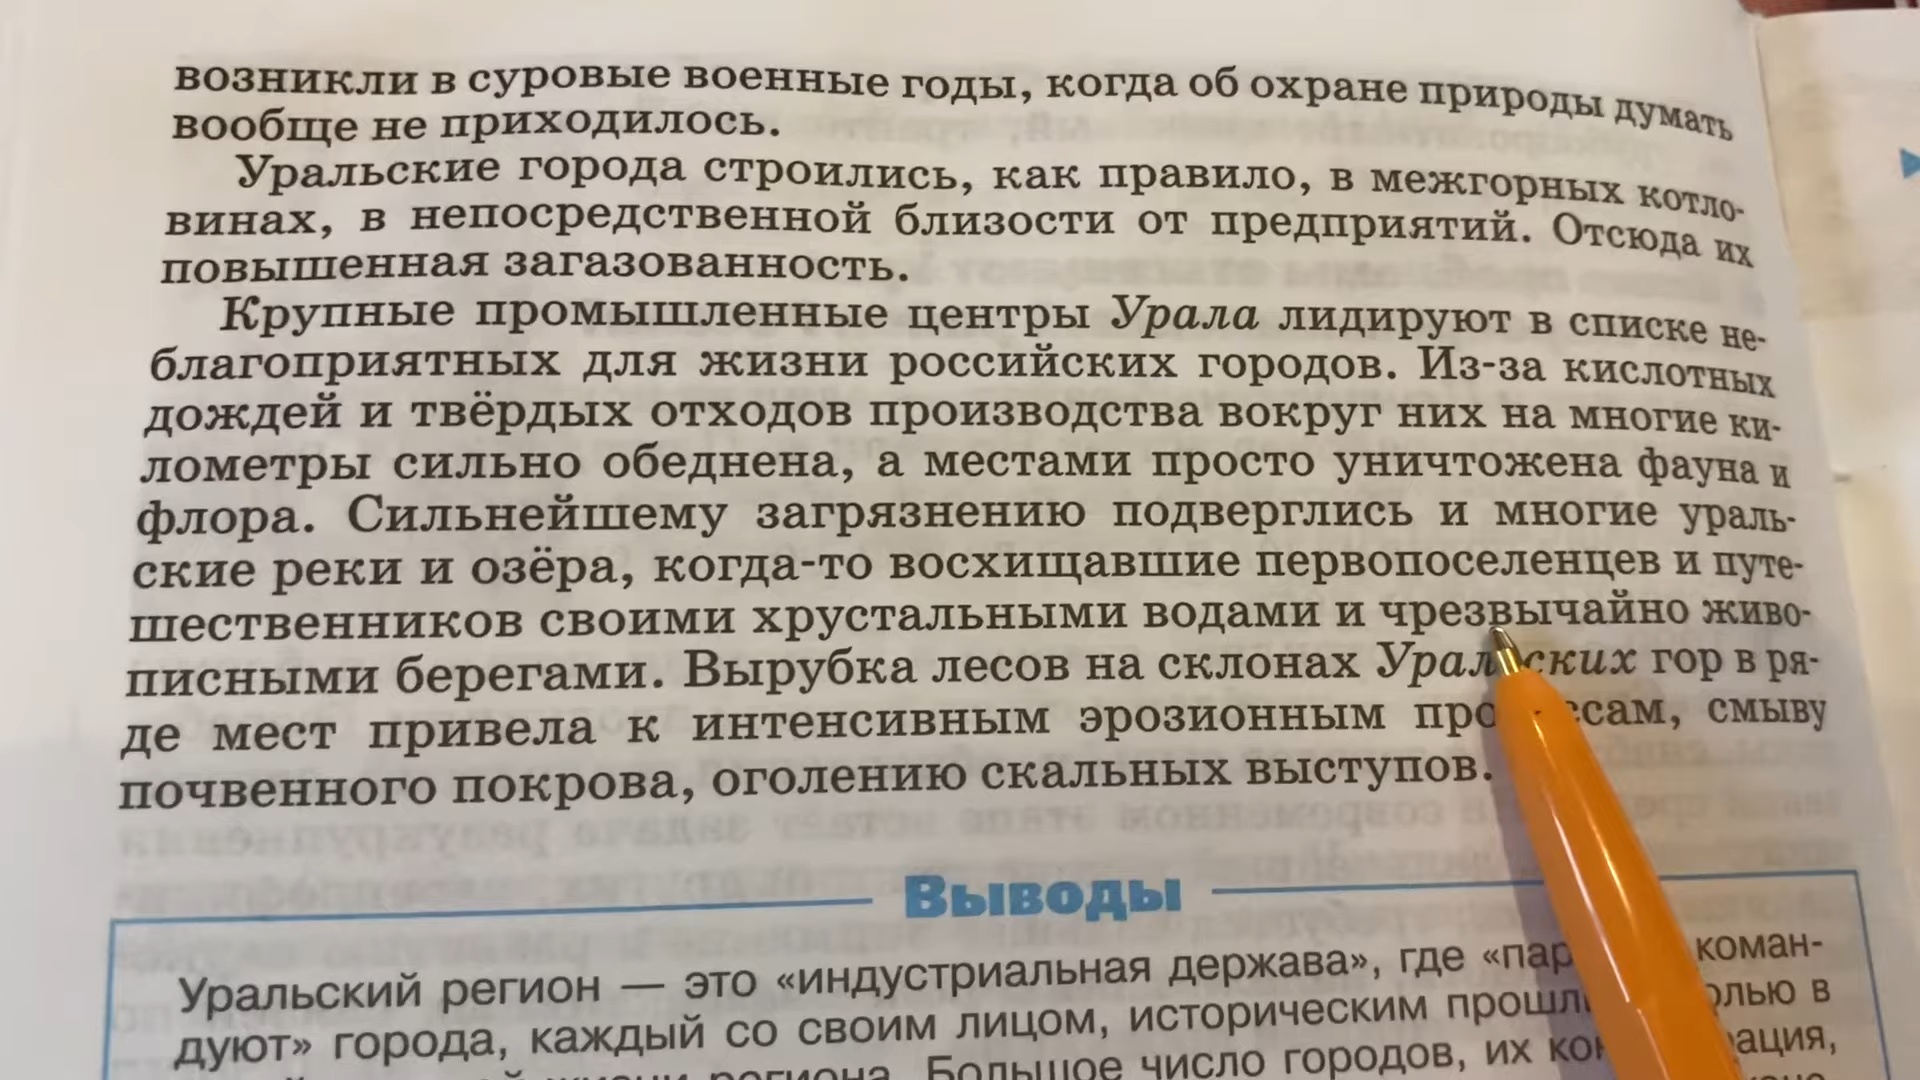 возникли в суровые военные годы, когда об охране природы думать
вообще не приходилось.
Уральские города строились, как правило, в межгорных котло-
винах, в непосредственной близости от предприятий. Отсюда их
повышенная загазованность.
Крупные промышленные центры Урала лидируют в списке не-
благоприятных для жизни российских городов. Из-за кислотных
дождей и твёрдых отходов производства вокруг них на многие ки-
лометры сильно обеднена, а местами просто уничтожена фауна и
флора. Сильнейшему загрязнению подверглись и многие ураль-
ские реки и озёра, когда-то восхищавшие первопоселенцев и путе-
шественников своими хрустальными водами и чрезвычайно живо-
писными берегами. Вырубка лесов на склонах Уральских гор в ря-
де мест привела к интенсивным эрозионным процессам, смыву
почвенного покрова, оголению скальных выступов.
Выводы
Уральский регион — это «индустриальная держава», где коман-
дуют» города, каждый со своим лицом, историческим в
жизни региона. Большое число городов, их